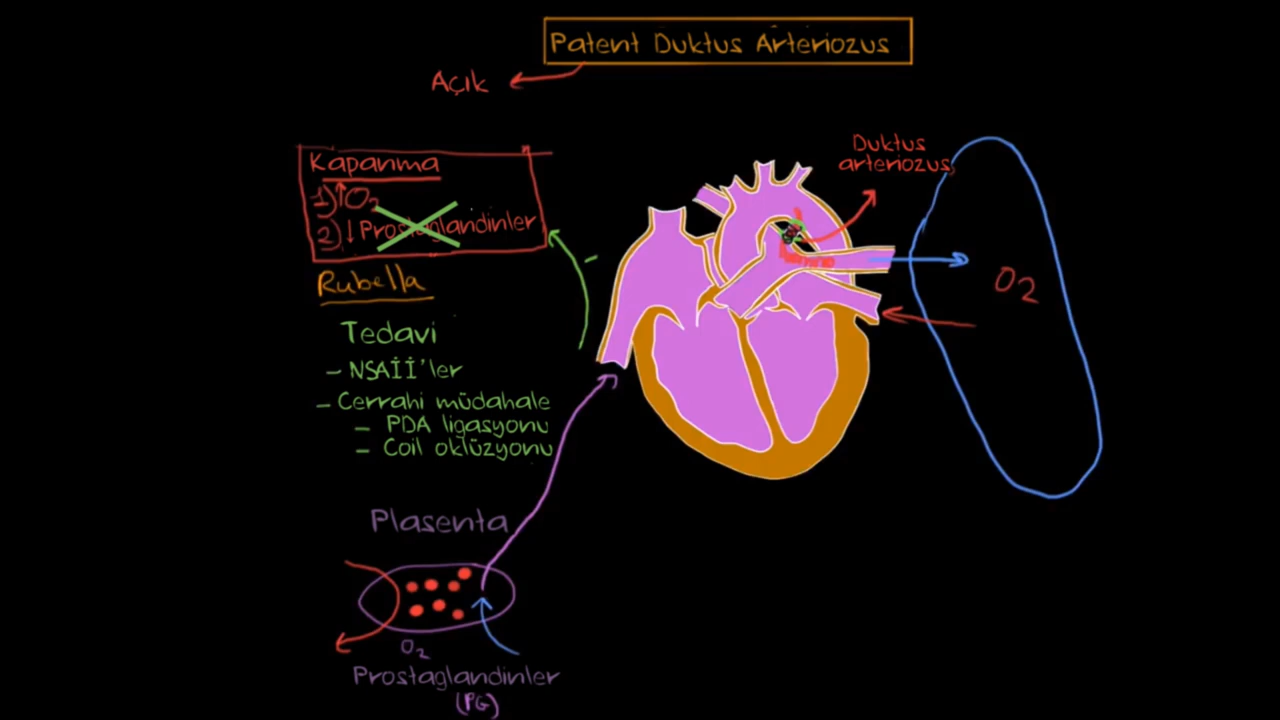 Patent Duktus Arteriozus
Açık
Duktus
arteriozus
Kapanma
1) ↑O2
2) ↓ Prostaglandinler
Rubella
Tedavi
- NSAİİ'ler
- Cerrahi müdahale
- PDA ligasyonu
- Coil oklüzyonu
O2
Plasenta
O2
Prostaglandinler
(PG)